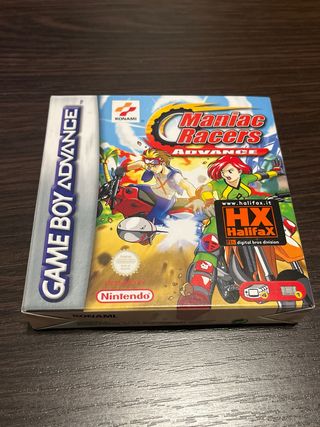 GAME BOY ADVANCE
KONAMI
Maniac
Racers
ADVANCE
www.halifax.it
HX
HalifaX
digital bros division
Nintendo
KONAMI